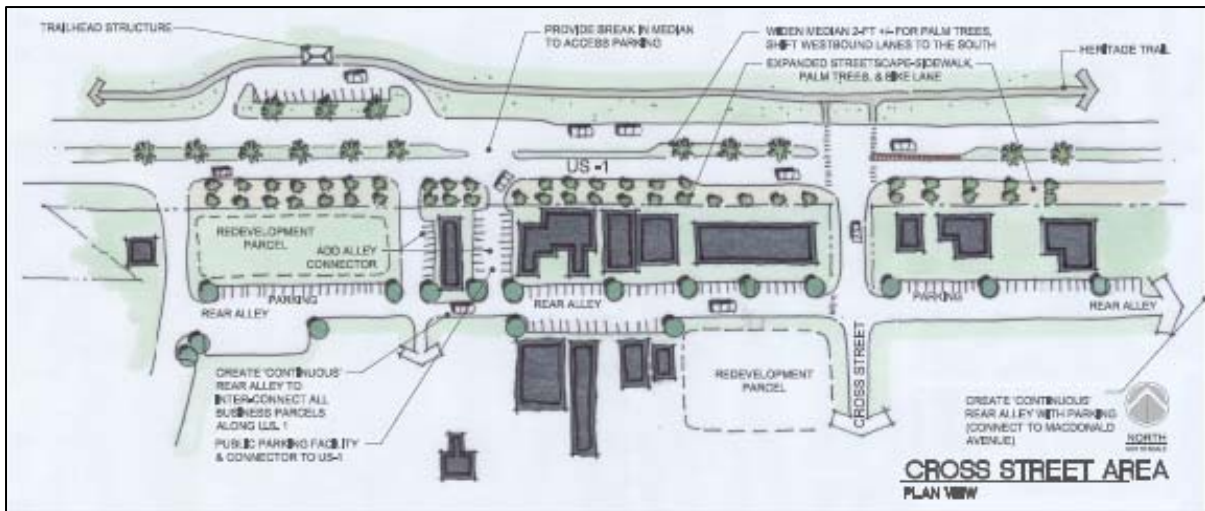 TRAILHEAD STRUCTURE
PROVIDE BREAK IN MEDIAN
TO ACCESS PARKING
WIDEN MEDIAN 2-FT +/- FOR PALM TREES,
SHIFT WESTBOUND LANES TO THE SOUTH
EXPANDED STREETSCAPE-SIDEWALK,
PALM TREES, & BIKE LANE
HERITAGE TRAIL
US -1
REDEVELOPMENT
PARCEL
ADD ALLEY
CONNECTOR
PARKING
REAR ALLEY
REAR ALLEY
PARKING
REAR ALLEY
CREATE 'CONTINUOUS'
REAR ALLEY TO
INTER-CONNECT ALL
BUSINESS PARCELS
ALONG U.S. 1
PUBLIC PARKING FACILITY
& CONNECTOR TO US-1
REDEVELOPMENT
PARCEL
CROSS STREET
CREATE 'CONTINUOUS'
REAR ALLEY WITH PARKING
(CONNECT TO MACDONALD
AVENUE)
NORTH
CROSS STREET AREA
PLAN VIEW